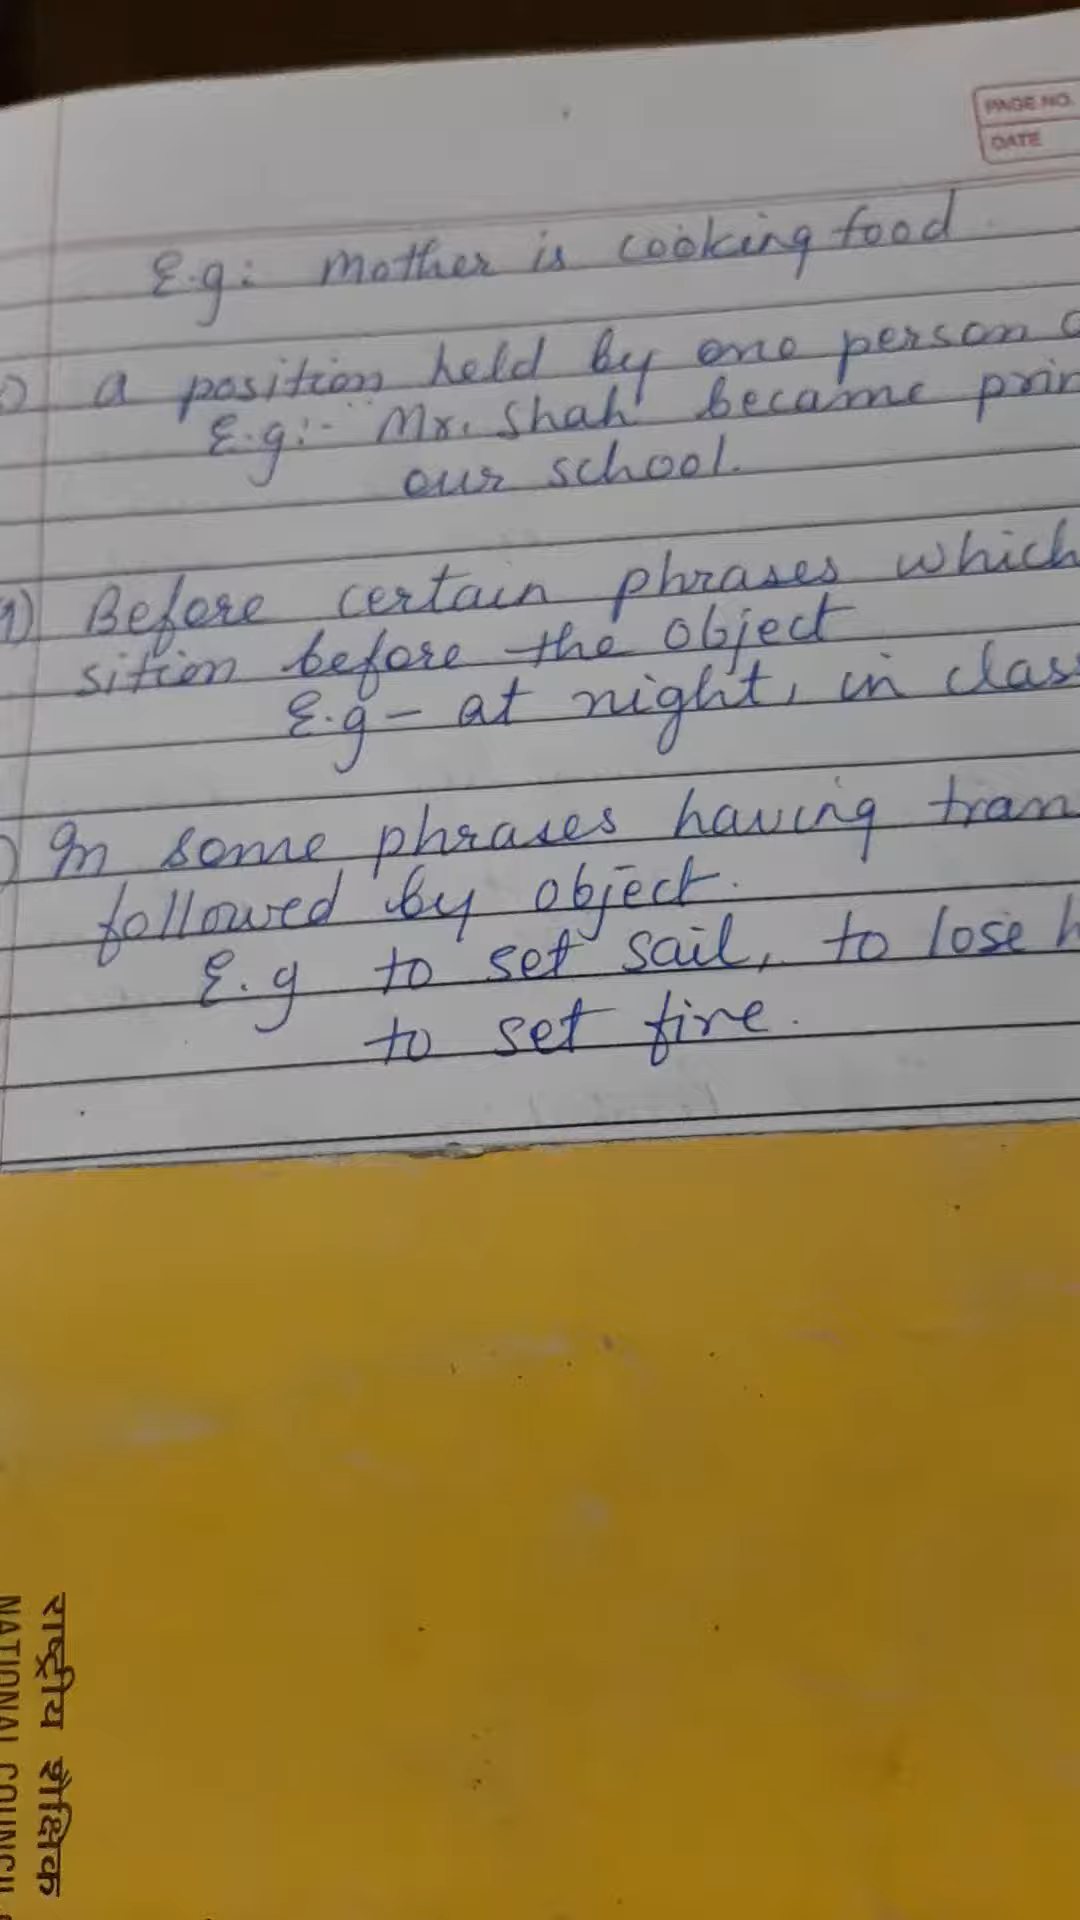 PAGE NO.
DATE
E.g: Mother is cooking food.
a position held by one person
E.g:- Mr. Shah became
our school.
Before certain phrases which
sition before the object
E.g – at night, in
In some phrases having
followed by object.
E.g to set sail, to lose
to set fire.
राष्ट्रीय शैक्षिक
NATIONAL COUNCIL